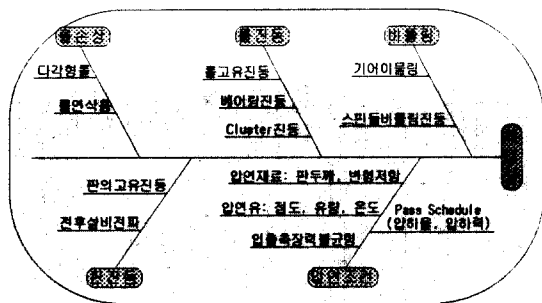 롤손상
롤진동
비틀림
다각형롤
롤연삭흠
롤고유진동
베어링진동
Cluster진동
기어이물림
스핀들비틀림진동
판의고유진동
전후설비전파
판진동
압연재료: 판두께, 변형저항
압연유: 점도, 유량, 온도
입출측장력불균형
Pass Schedule
(압하율, 압하력)
압연조건